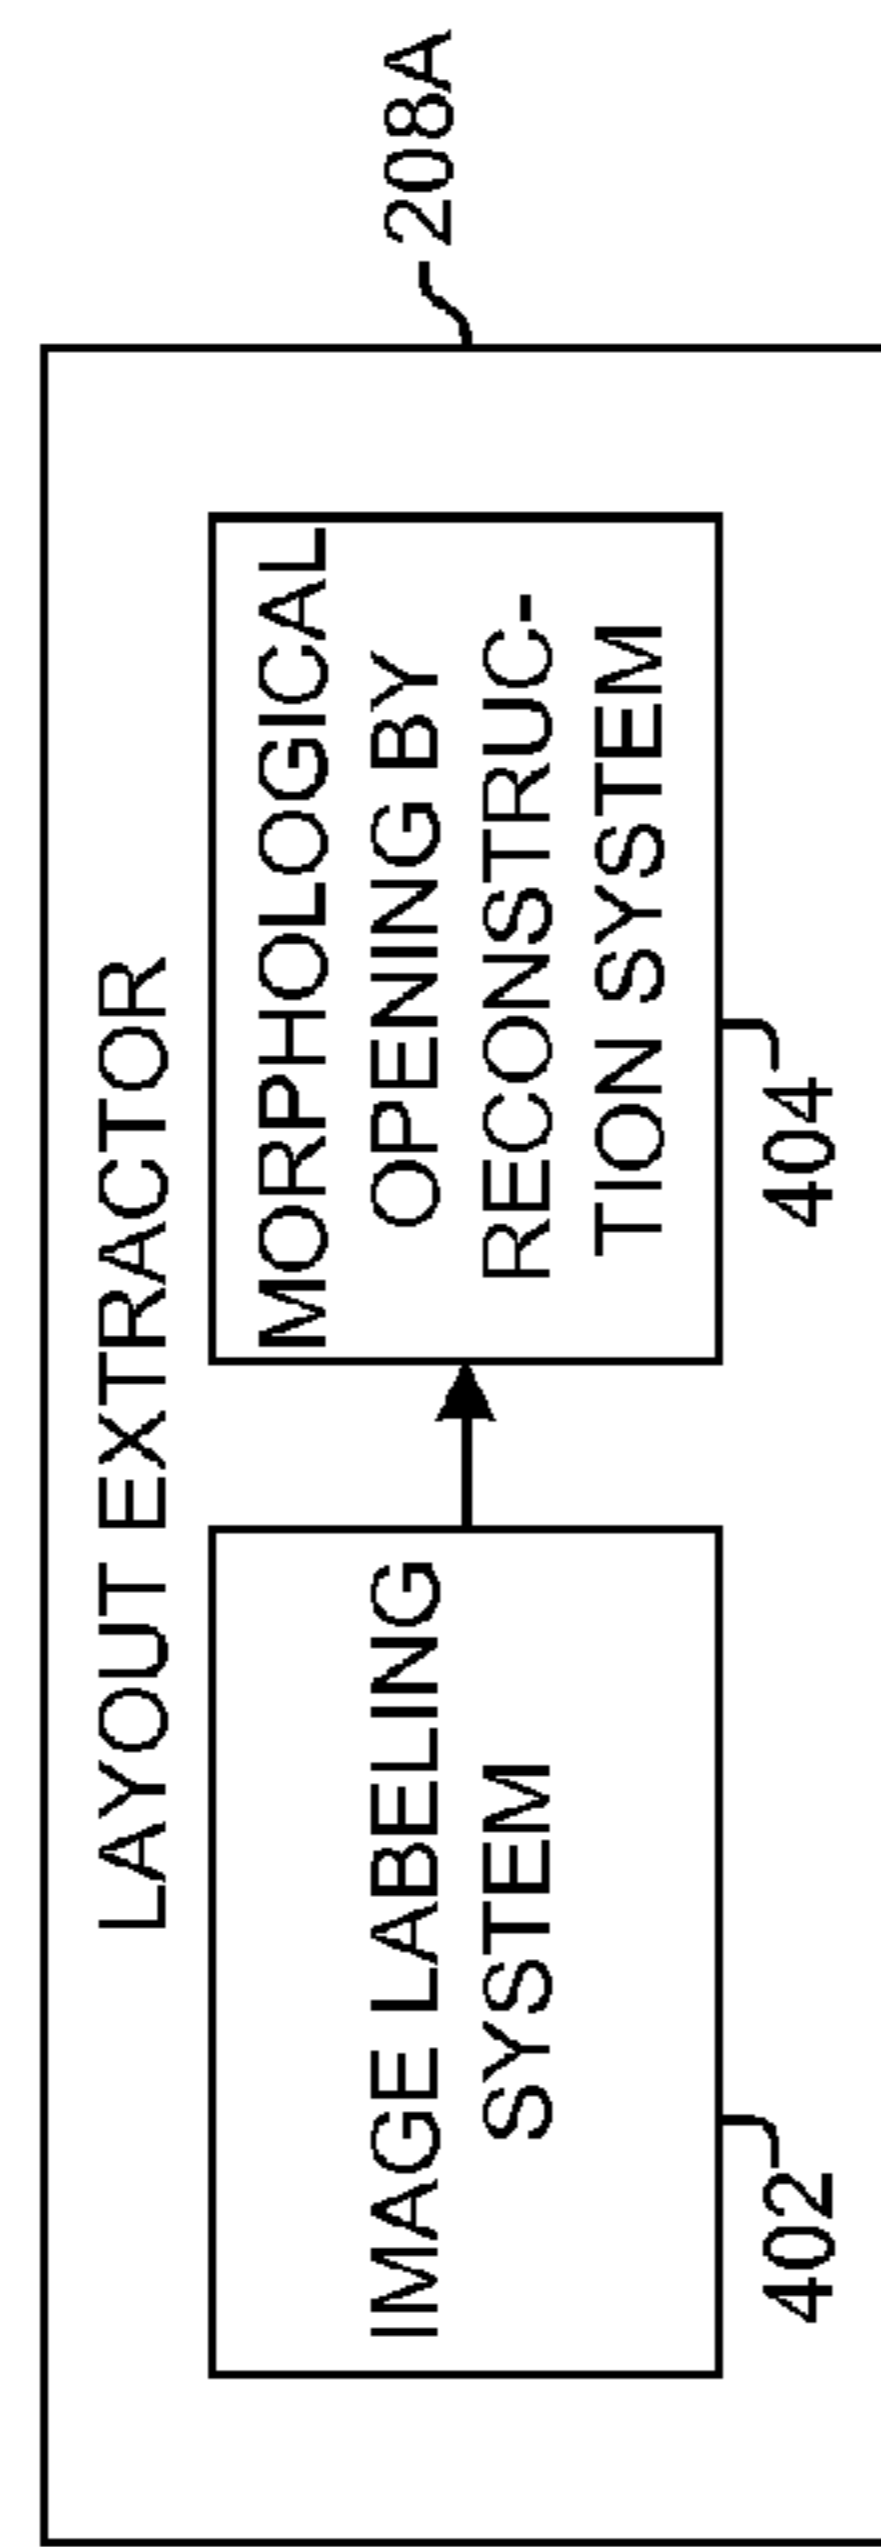 LAYOUT EXTRACTOR
IMAGE LABELING
SYSTEM
402
MORPHOLOGICAL
OPENING BY
RECONSTRUC-
TION SYSTEM
404
208A